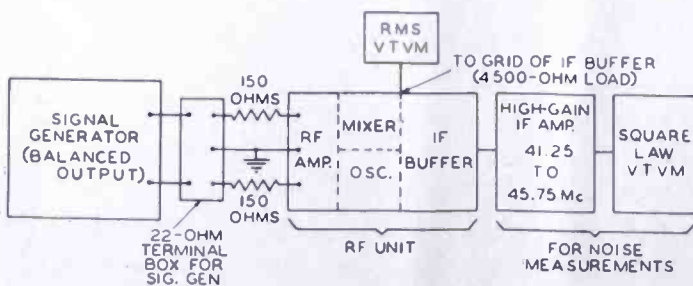 RMS
VTVM
TO GRID OF IF BUFFER
(4500-OHM LOAD)
150
OHMS
SIGNAL
GENERATOR
(BALANCED
OUTPUT)
RF
AMP.
MIXER
OSC.
IF
BUFFER
HIGH-GAIN
IF AMP.
41.25
TO
45.75 Mc
SQUARE
LAW
VTVM
150
OHMS
22-OHM
TERMINAL
BOX FOR
SIG. GEN
RF UNIT
FOR NOISE
MEASUREMENTS